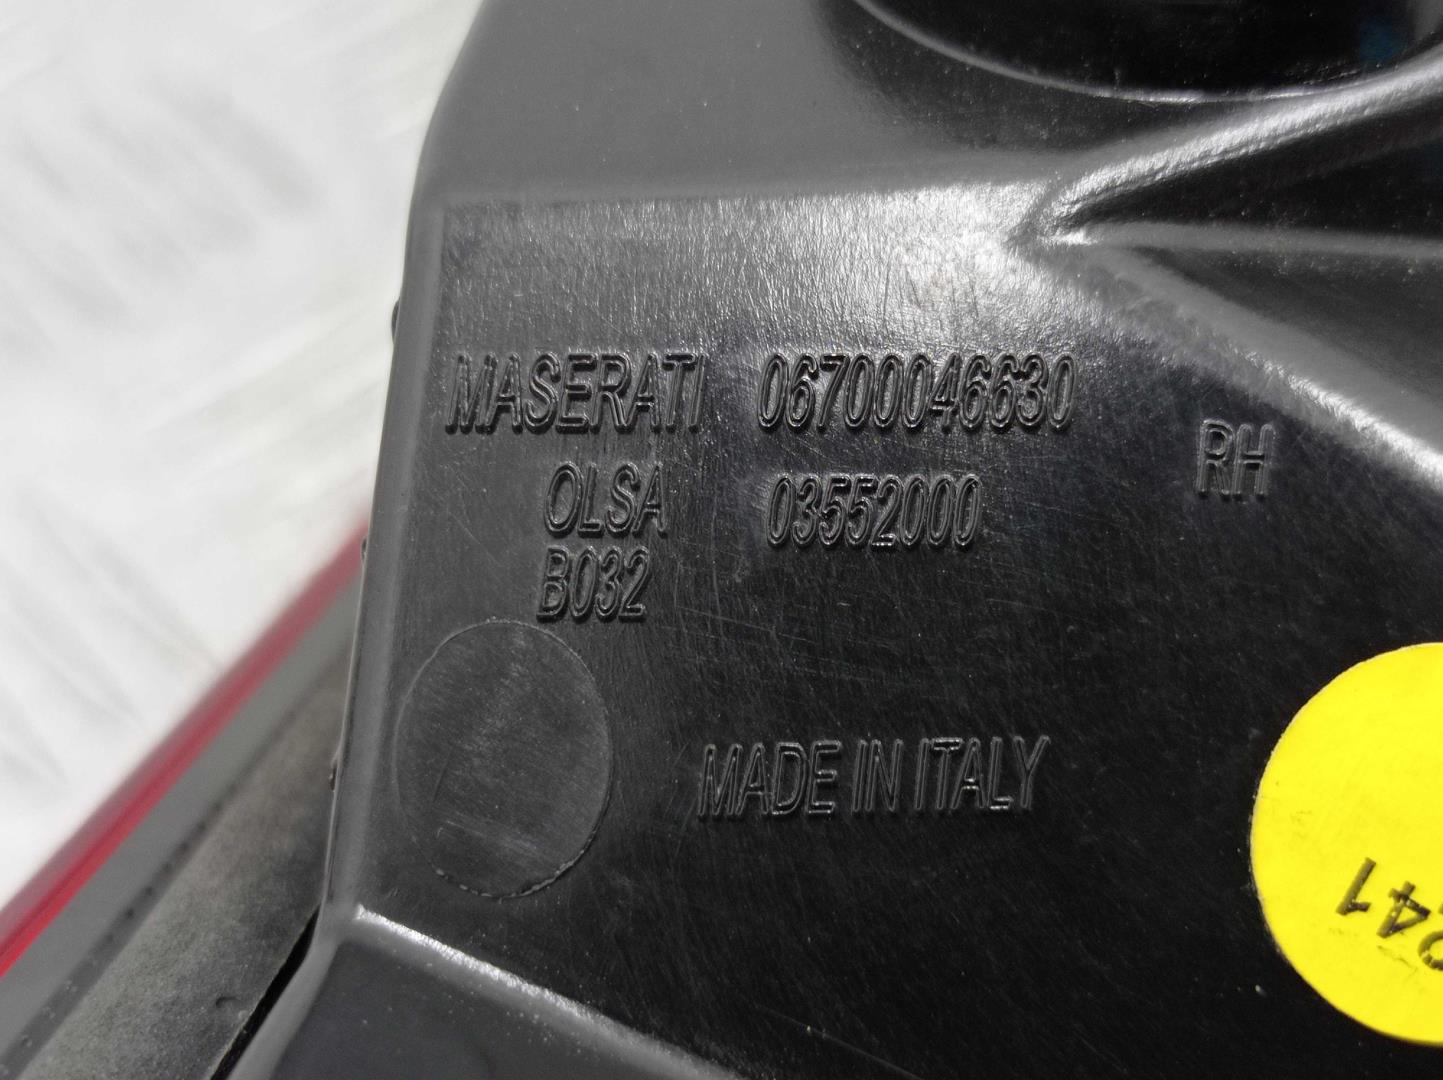 MASERATI 06700046630
RH
OLSA 03552000
B032
MADE IN ITALY